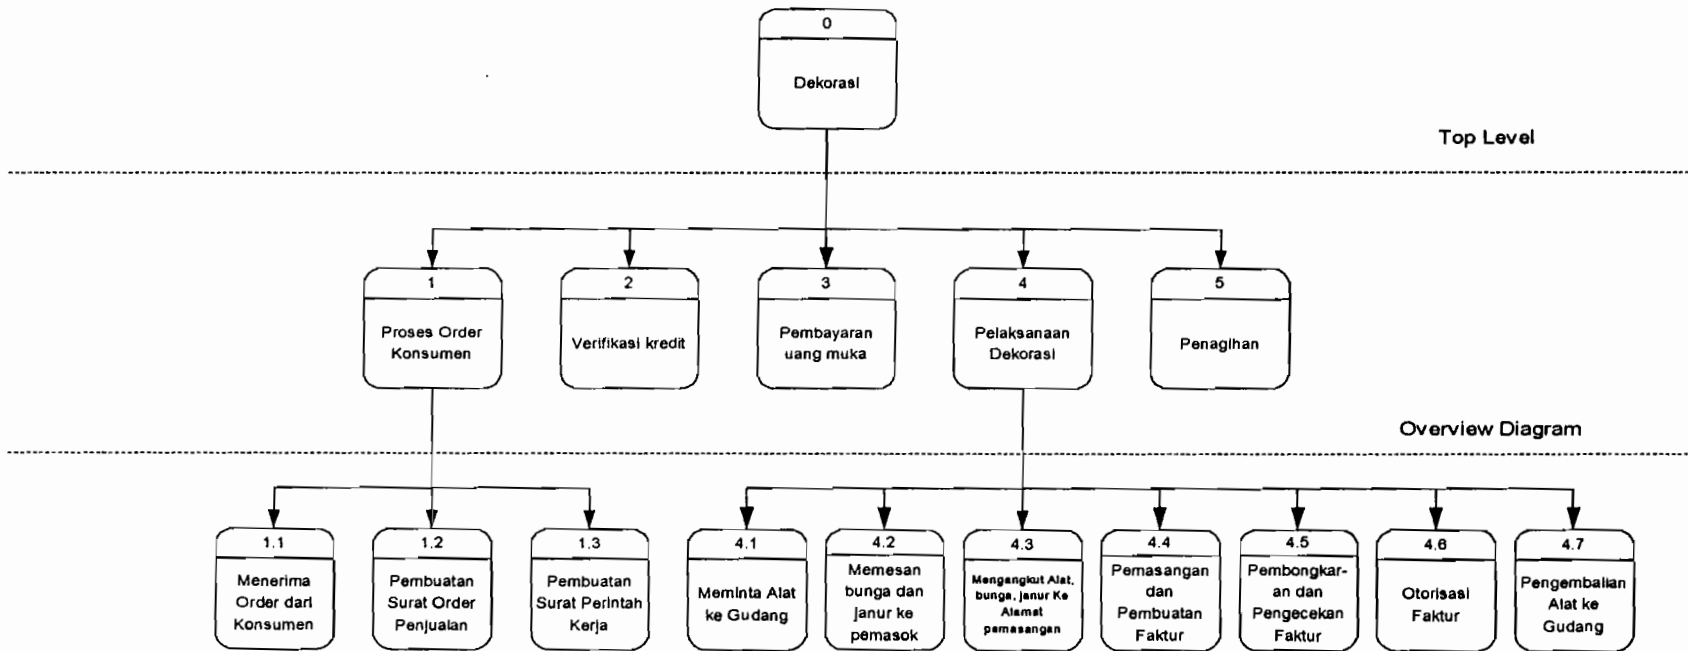 0
Dekorasi
Top Level
1
Proses Order
Konsumen
2
Verifikasi kredit
3
Pembayaran
uang muka
4
Pelaksanaan
Dekorasi
5
Penagihan
Overview Diagram
1.1
Menerima
Order dari
Konsumen
1.2
Pembuatan
Surat Order
Penjualan
1.3
Pembuatan
Surat Perintah
Kerja
4.1
Meminta Alat
ke Gudang
4.2
Memesan
bunga dan
janur ke
pemasok
4.3
Mengangkut Alat,
bunga, janur Ke
Alamat
pemasangan
4.4
Pemasangan
dan
Pembuatan
Faktur
4.5
Pembongkar-
an dan
Pengecekan
Faktur
4.6
Otorisasi
Faktur
4.7
Pengembalian
Alat ke
Gudang